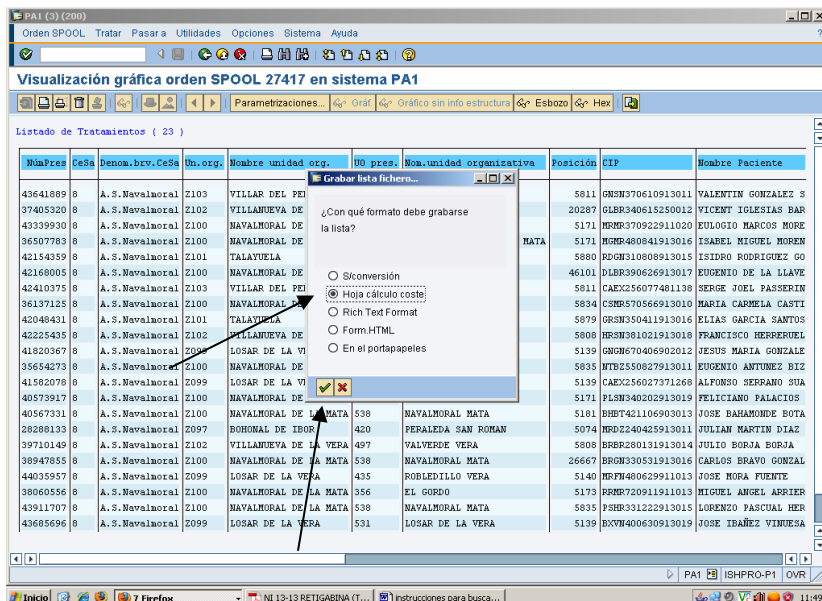 PA1 (3) (200)
Orden SPOOL Tratar Pasar a Utilidades Opciones Sistema Ayuda ?
Visualización gráfica orden SPOOL 27417 en sistema PA1
Parametrizaciones... Gráf. Gráfico sin info estructura Esbozo Hex
Listado de Tratamientos ( 23 )
NúmPres CeSa Denom.brv.CeSa Un.org. Nombre unidad org. UO pres. Nom.unidad organizativa Posición CIP Nombre Paciente
43641889 8 A.S.Navalmoral Z103 VILLAR DEL PE 5811 GNSN370610913011 VALENTIN GONZALEZ S
37405320 8 A.S.Navalmoral Z102 VILLANUEVA DE 20287 GLBR340615250012 VICENT IGLESIAS BAR
43339930 8 A.S.Navalmoral Z100 NAVALMORAL DE 5171 MRMR370922911020 EULOGIO MARCOS MORE
36507783 8 A.S.Navalmoral Z100 NAVALMORAL DE MATA 5171 MGMR480841913016 ISABEL MIGUEL MOREN
42154359 8 A.S.Navalmoral Z101 TALAYUELA 5880 RDGN310808913015 ISIDRO RODRIGUEZ GO
42168005 8 A.S.Navalmoral Z100 NAVALMORAL DE 46101 DLBR390626913017 EUGENIO DE LA LLAVE
42410375 8 A.S.Navalmoral Z103 VILLAR DEL PE 5811 CAEX256077481138 SERGE JOEL PASSERIN
36137125 8 A.S.Navalmoral Z100 NAVALMORAL DE 5834 CSMR570566913010 MARIA CARMELA CASTI
42048431 8 A.S.Navalmoral Z101 TALAYUELA 5879 GRSN350411913016 ELIAS GARCIA SANTOS
42225435 8 A.S.Navalmoral Z102 VILLANUEVA DE 5808 HRSN381021913018 FRANCISCO HERRERUEL
41820367 8 A.S.Navalmoral Z099 LOSAR DE LA V 5139 GNGN670406902012 JESUS MARIA GONZALE
35654273 8 A.S.Navalmoral Z100 NAVALMORAL DE 5835 NTBZ550827913011 EUGENIO ANTUNEZ BIZ
41582078 8 A.S.Navalmoral Z099 LOSAR DE LA V 5139 CAEX256027371268 ALFONSO SERRANO SUA
40573917 8 A.S.Navalmoral Z100 NAVALMORAL DE 5171 PLSN340202913019 FELICIANO PALACIOS
40567331 8 A.S.Navalmoral Z100 NAVALMORAL DE LA MATA 538 NAVALMORAL MATA 5181 BHBT421106903013 JOSE BAHAMONDE BOTA
28288133 8 A.S.Navalmoral Z097 BOHONAL DE IBOR 420 PERALEDA SAN ROMAN 5074 MRDZ240425913011 JULIAN MARTIN DIAZ
39710149 8 A.S.Navalmoral Z102 VILLANUEVA DE LA VERA 497 VALVERDE VERA 5808 BRBR280131913014 JULIO BORJA BORJA
38947855 8 A.S.Navalmoral Z100 NAVALMORAL DE LA MATA 538 NAVALMORAL MATA 26667 BRGN330531913016 CARLOS BRAVO GONZAL
44035957 8 A.S.Navalmoral Z099 LOSAR DE LA VERA 435 ROBLEDILLO VERA 5140 MRFN480629911013 JOSE MORA FUENTE
38060556 8 A.S.Navalmoral Z100 NAVALMORAL DE LA MATA 356 EL GORDO 5173 RRMR720911911013 MIGUEL ANGEL ARRIER
43911707 8 A.S.Navalmoral Z100 NAVALMORAL DE LA MATA 538 NAVALMORAL MATA 5835 PSHR331222913015 LORENZO PASCUAL HER
43685696 8 A.S.Navalmoral Z099 LOSAR DE LA VERA 531 LOSAR DE LA VERA 5139 BXVN400630913019 JOSE IBAÑEZ VINUESA
Grabar lista fichero...
¿Con qué formato debe grabarse
la lista?
S/conversión
Hoja cálculo coste
Rich Text Format
Form.HTML
En el portapapeles
PA1 ISHPRO-P1 OVR
Inicio 7 Firefox NI 13-13 RETIGABINA (T... instrucciones para busca... 11:49